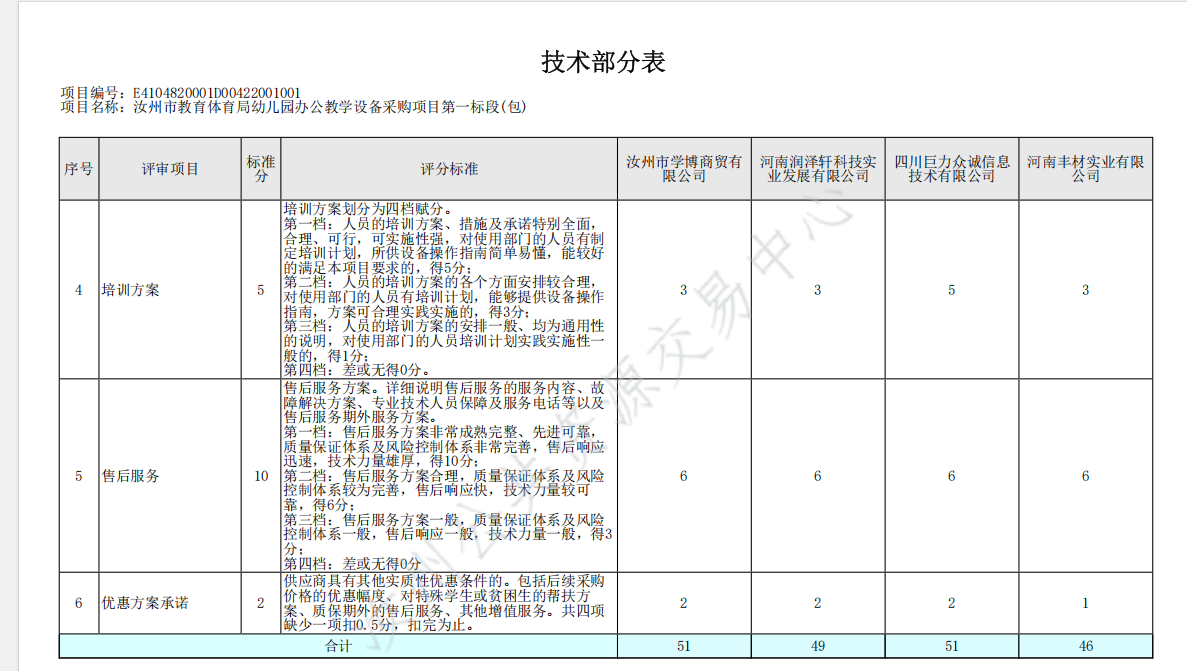 技术部分表
项目编号：E4104820001D00422001001
项目名称：汝州市教育体育局幼儿园办公教学设备采购项目第一标段(包)
序号 评审项目 标准分 评分标准 汝州市学博商贸有限公司 河南润泽轩科技实业发展有限公司 四川巨力众诚信息技术有限公司 河南丰材实业有限公司
4 培训方案 5
培训方案划分为四档赋分。
第一档：人员的培训方案、措施及承诺特别全面，
合理、可行，可实施性强，对使用部门的人员有制
定培训计划，所供设备操作指南简单易懂，能较好
的满足本项目要求的，得5分；
第二档：人员的培训方案的各个方面安排较合理，
对使用部门的人员有培训计划，能够提供设备操作
指南，方案可合理实践实施的，得3分；
第三档：人员的培训方案的安排一般、均为通用性
的说明，对使用部门的人员培训计划实践实施性一
般的，得1分；
第四档：差或无得0分。
3 3 5 3
5 售后服务 10
售后服务方案。详细说明售后服务的服务内容、故
障解决方案、专业技术人员保障及服务电话等以及
售后服务期外服务方案。
第一档：售后服务方案非常成熟完整、先进可靠，
质量保证体系及风险控制体系非常完善，售后响应
迅速，技术力量雄厚，得10分；
第二档：售后服务方案合理，质量保证体系及风险
控制体系较为完善，售后响应快，技术力量较可
靠，得6分；
第三档：售后服务方案一般，质量保证体系及风险
控制体系一般，售后响应一般，技术力量一般，得3
分；
第四档：差或无得0分
6 6 6 6
6 优惠方案承诺 2
供应商具有其他实质性优惠条件的。包括后续采购
价格的优惠幅度、对特殊学生或贫困生的帮扶方
案、质保期外的售后服务、其他增值服务。共四项
缺少一项扣0.5分，扣完为止。
2 2 2 1
合计 51 49 51 46
汝州公共资源交易中心